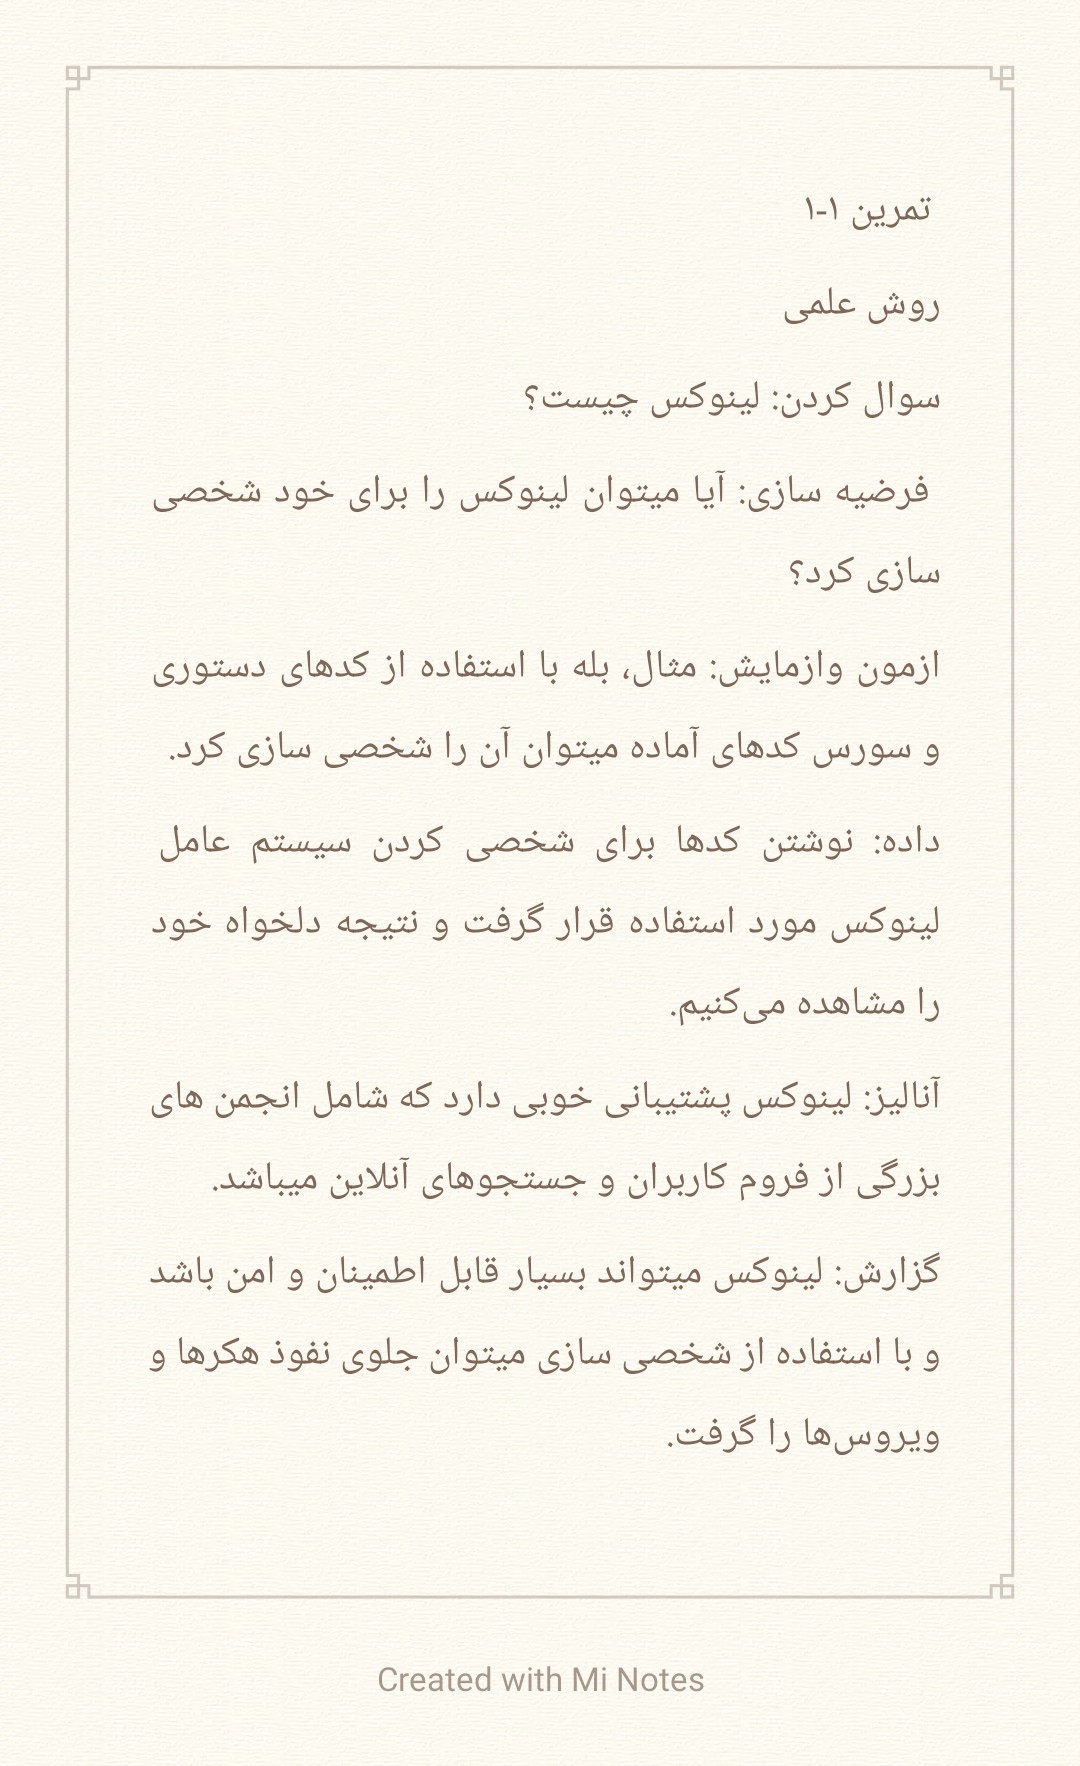 تمرین ۱-۱
روش علمی
سوال کردن: لینوکس چیست؟
فرضیه سازی: آیا میتوان لینوکس را برای خود شخصی
سازی کرد؟
ازمون وازمایش: مثال، بله با استفاده از کدهای دستوری
و سورس کدهای آماده میتوان آن را شخصی سازی کرد.
داده: نوشتن کدها برای شخصی کردن سیستم عامل
لینوکس مورد استفاده قرار گرفت و نتیجه دلخواه خود
را مشاهده می‌کنیم.
آنالیز: لینوکس پشتیبانی خوبی دارد که شامل انجمن های
بزرگی از فروم کاربران و جستجوهای آنلاین میباشد.
گزارش: لینوکس میتواند بسیار قابل اطمینان و امن باشد
و با استفاده از شخصی سازی میتوان جلوی نفوذ هکرها و
ویروس‌ها را گرفت.
Created with Mi Notes